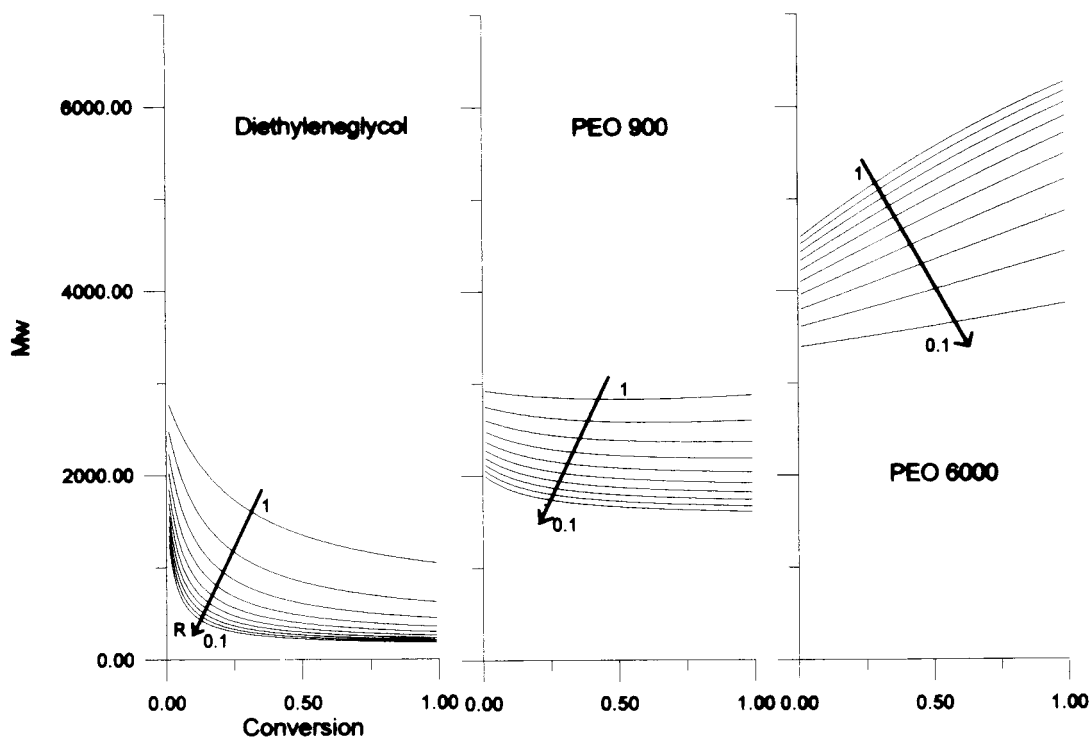 6000.00
4000.00
2000.00
0.00
Mw
Diethyleneglycol
PEO 900
PEO 6000
1
R
0.1
1
0.1
1
0.1
0.00 0.50 1.00 0.00 0.50 1.00 0.00 0.50 1.00
Conversion